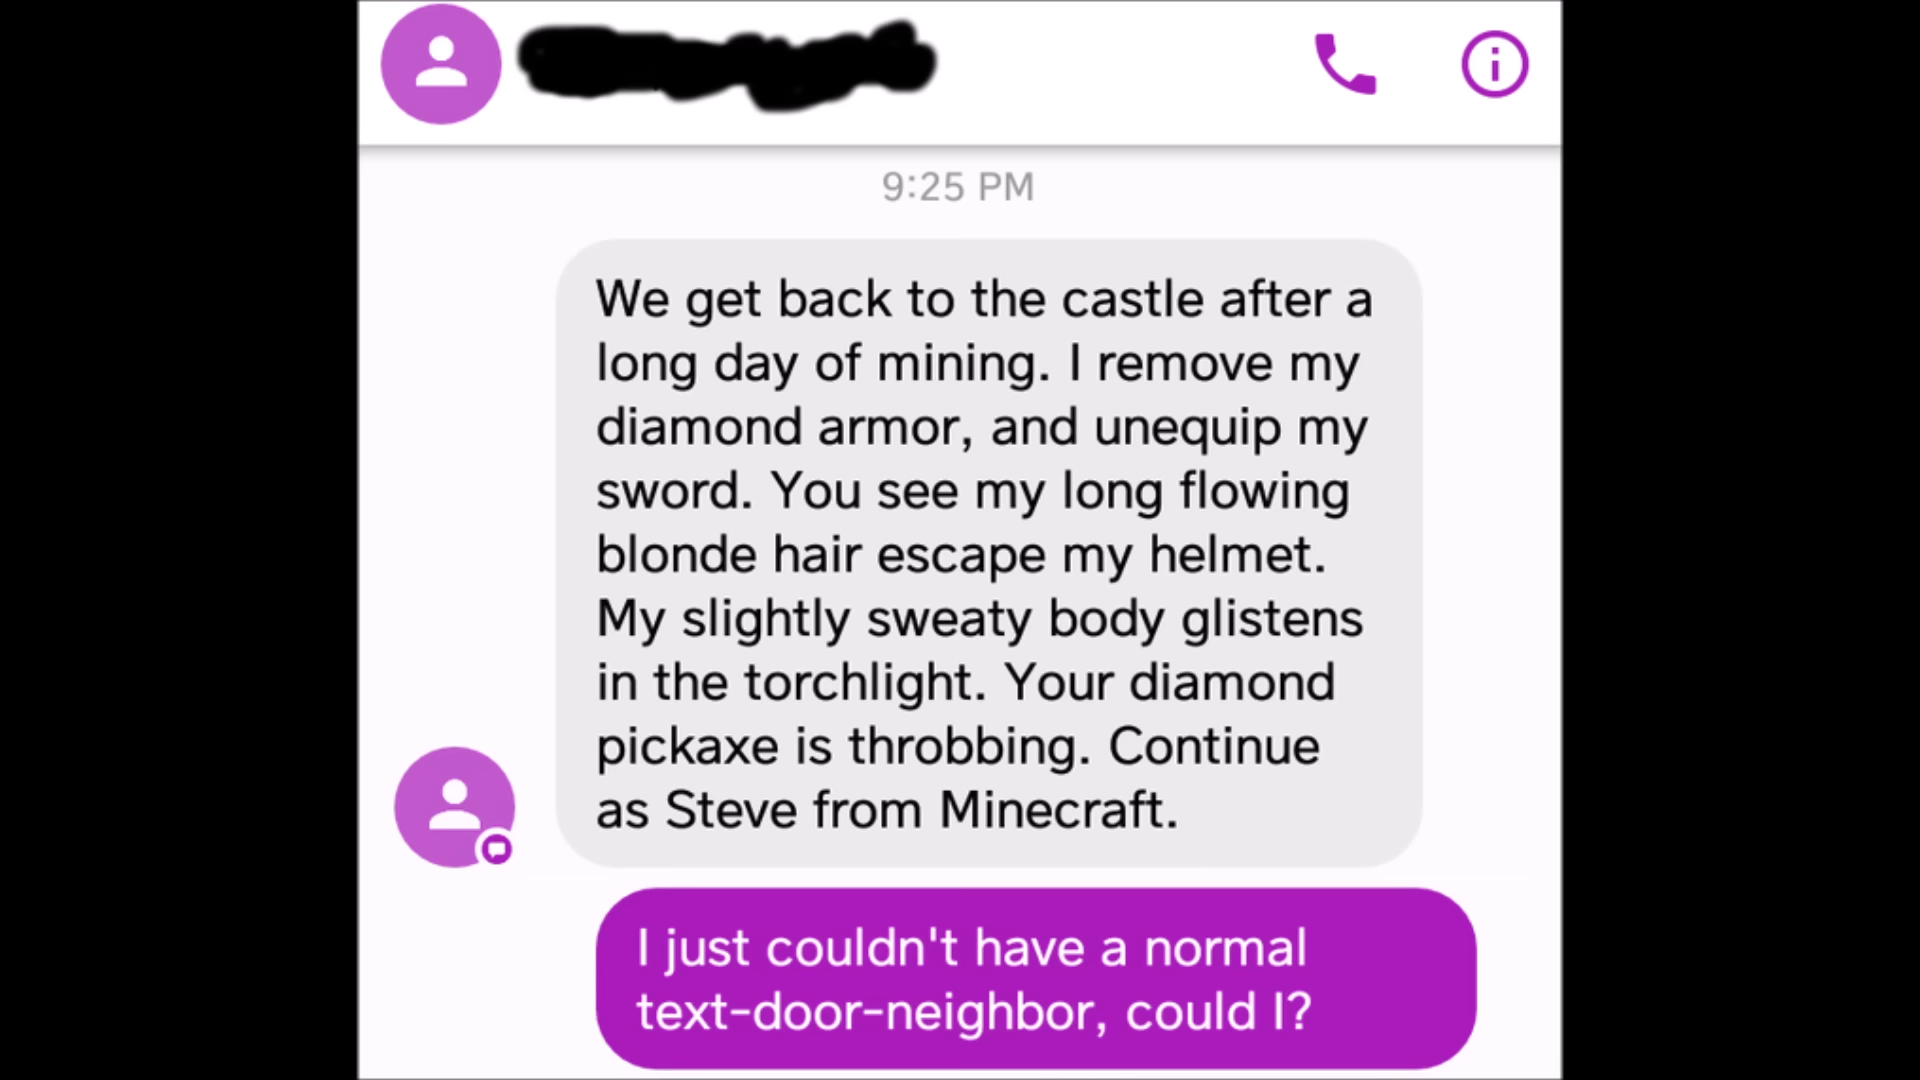 9:25 PM
We get back to the castle after a
long day of mining. I remove my
diamond armor, and unequip my
sword. You see my long flowing
blonde hair escape my helmet.
My slightly sweaty body glistens
in the torchlight. Your diamond
pickaxe is throbbing. Continue
as Steve from Minecraft.
I just couldn't have a normal
text-door-neighbor, could I?